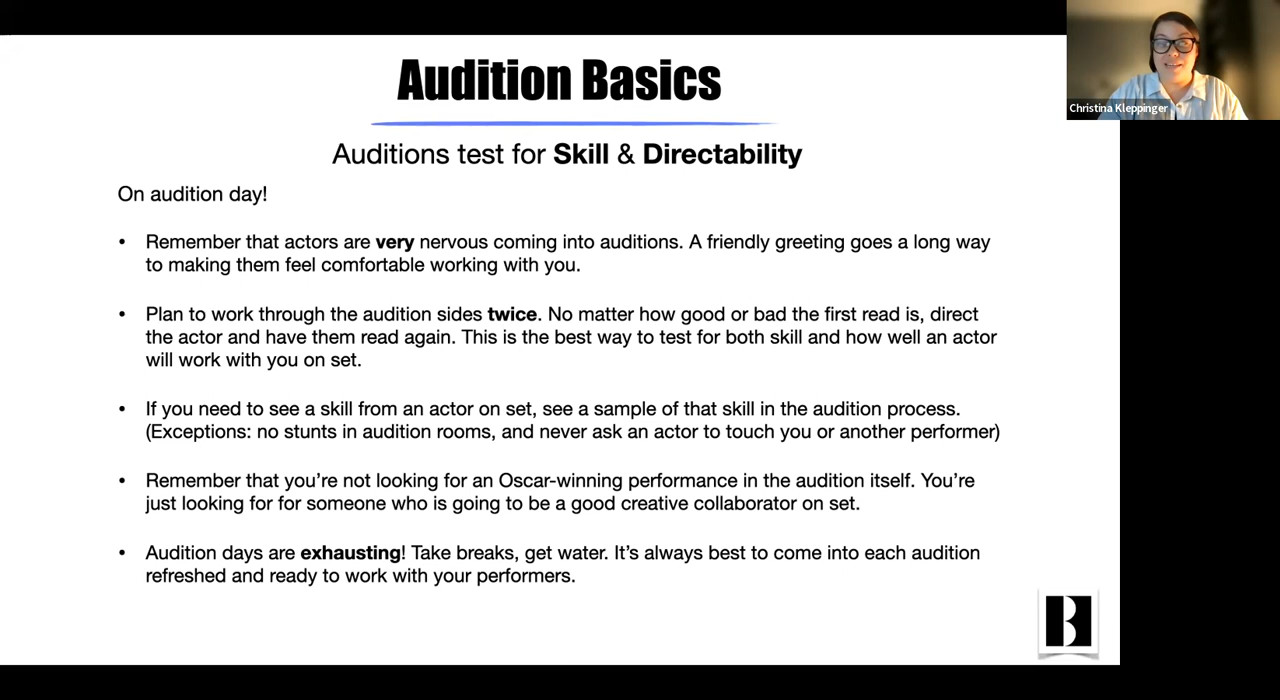 Audition Basics
Christina Kleppinger
Auditions test for Skill & Directability
On audition day!
• Remember that actors are very nervous coming into auditions. A friendly greeting goes a long way
to making them feel comfortable working with you.
• Plan to work through the audition sides twice. No matter how good or bad the first read is, direct
the actor and have them read again. This is the best way to test for both skill and how well an actor
will work with you on set.
• If you need to see a skill from an actor on set, see a sample of that skill in the audition process.
(Exceptions: no stunts in audition rooms, and never ask an actor to touch you or another performer)
• Remember that you’re not looking for an Oscar-winning performance in the audition itself. You’re
just looking for for someone who is going to be a good creative collaborator on set.
• Audition days are exhausting! Take breaks, get water. It’s always best to come into each audition
refreshed and ready to work with your performers.
B